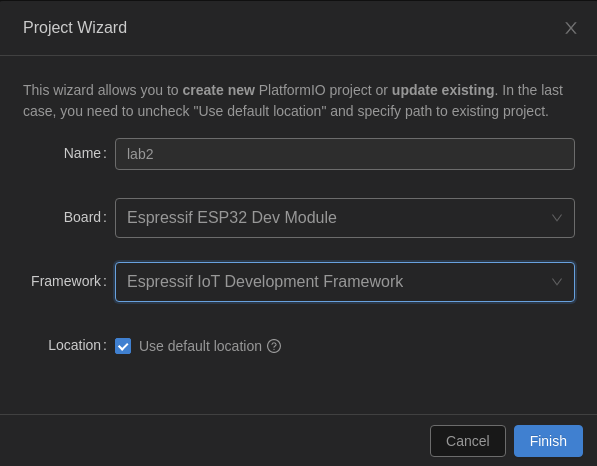 Project Wizard
This wizard allows you to create new PlatformIO project or update existing. In the last
case, you need to uncheck "Use default location" and specify path to existing project.
Name: lab2
Board: Espressif ESP32 Dev Module
Framework: Espressif IoT Development Framework
Location: Use default location
Cancel Finish